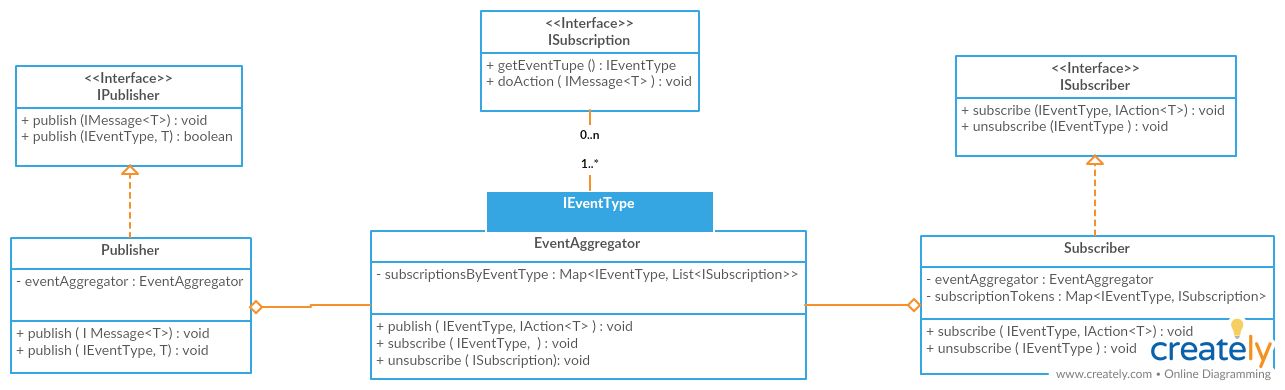 <<Interface>>
ISubscription
+ getEventTupe () : IEventType
+ doAction ( IMessage<T> ) : void
<<Interface>>
IPublisher
+ publish (IMessage<T>) : void
+ publish (IEventType, T) : boolean
<<Interface>>
ISubscriber
+ subscribe (IEventType, IAction<T>) : void
+ unsubscribe (IEventType ) : void
0..n
1..*
IEventType
Publisher
- eventAggregator : EventAggregator
+ publish ( I Message<T>) : void
+ publish ( IEventType, T) : void
EventAggregator
- subscriptionsByEventType : Map<IEventType, List<ISubscription>>
+ publish ( IEventType, IAction<T> ) : void
+ subscribe ( IEventType,  ) : void
+ unsubscribe ( ISubscription): void
Subscriber
- eventAggregator : EventAggregator
- subscriptionTokens : Map<IEventType, ISubscription>
+ subscribe ( IEventType, IAction<T>) : void
+ unsubscribe ( IEventType ) : void
creately
www.creately.com • Online Diagramming